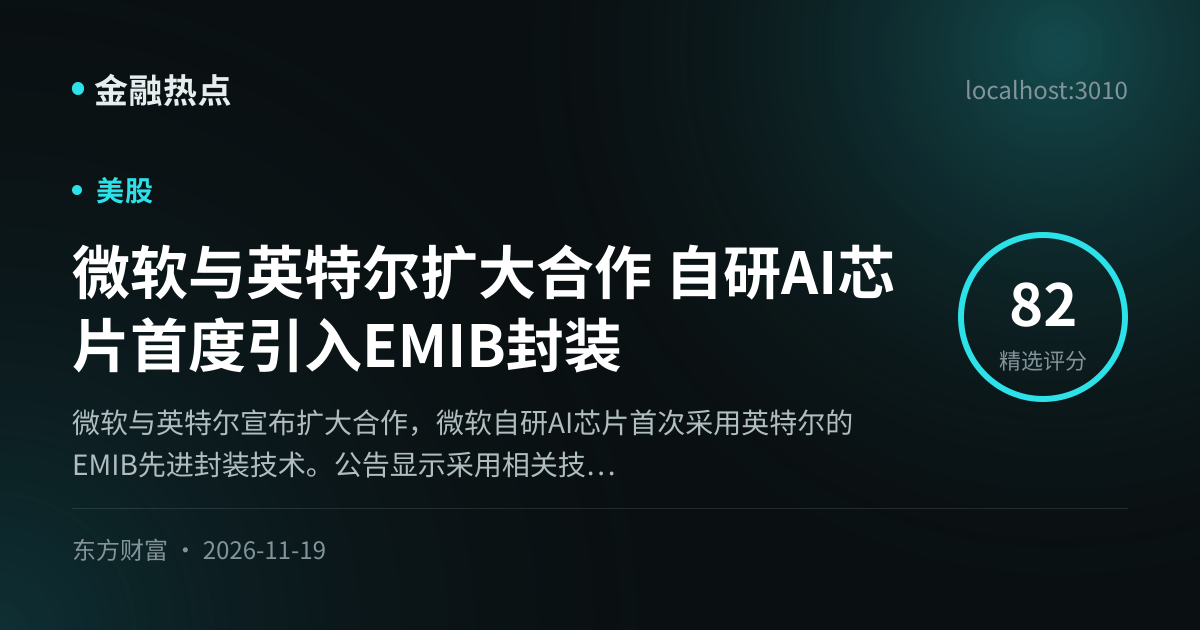 金融热点
localhost:3010
美股
微软与英特尔扩大合作 自研AI芯
片首度引入EMIB封装
82
精选评分
微软与英特尔宣布扩大合作，微软自研AI芯片首次采用英特尔的
EMIB先进封装技术。公告显示采用相关技…
东方财富 · 2026-11-19